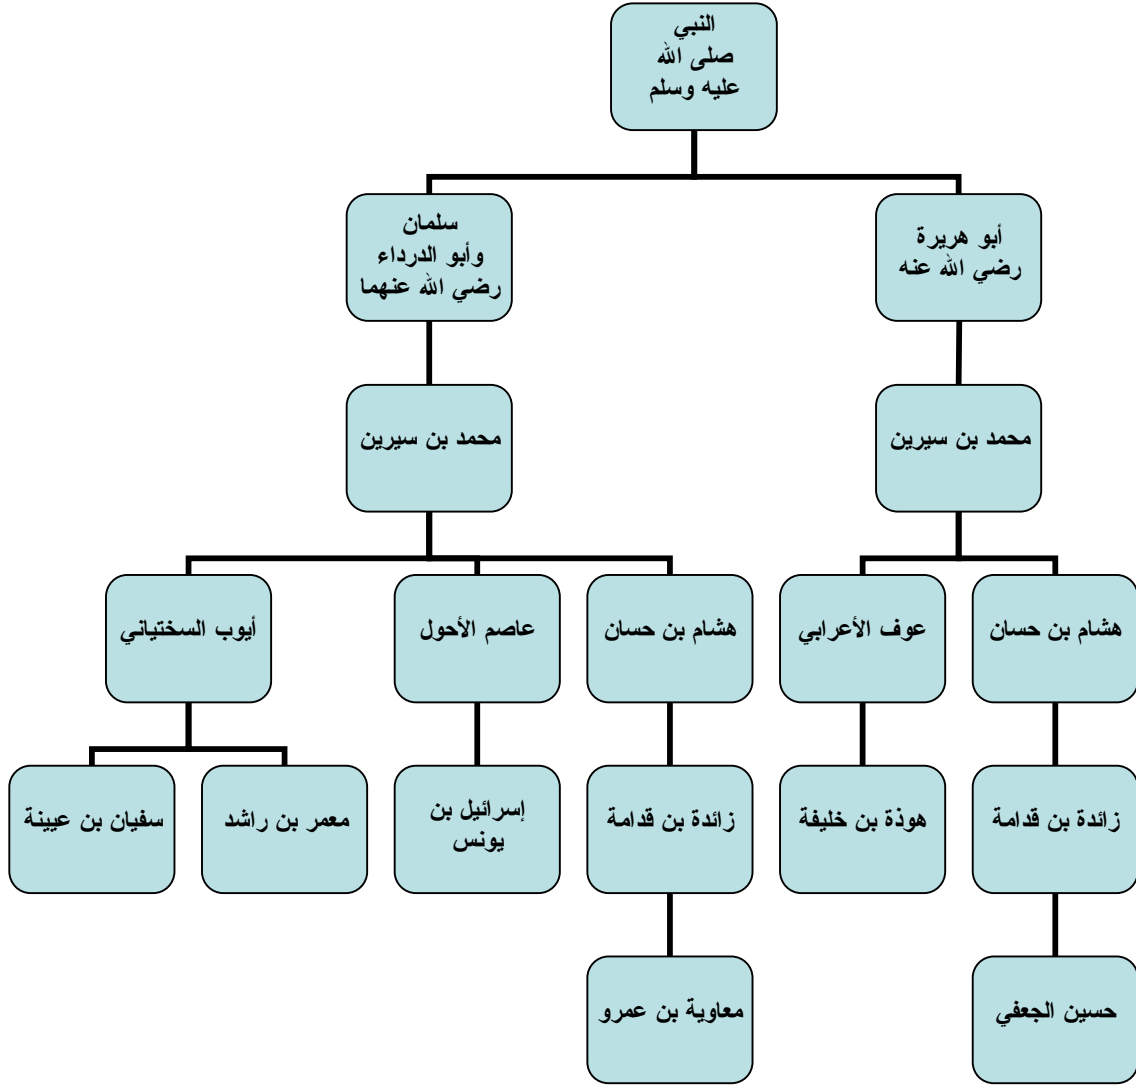 النبي
صلى الله
عليه وسلم
أبو هريرة
رضي الله عنه
سلمان
وأبو الدرداء
رضي الله عنهما
محمد بن سيرين
محمد بن سيرين
هشام بن حسان
عوف الأعرابي
هشام بن حسان
عاصم الأحول
أيوب السختياني
زائدة بن قدامة
هوذة بن خليفة
زائدة بن قدامة
إسرائيل بن
يونس
معمر بن راشد
سفيان بن عيينة
حسين الجعفي
معاوية بن عمرو